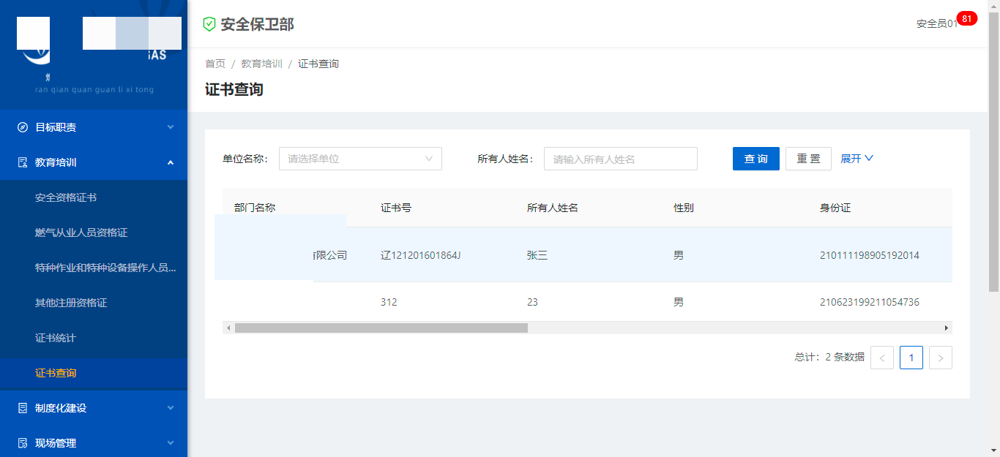 GAS
ran qian quan guan li xi tong
目标职责
教育培训
安全资格证书
燃气从业人员资格证
特种作业和特种设备操作人员...
其他注册资格证
证书统计
证书查询
制度化建设
现场管理
安全保卫部
安全员01 81
首页 / 教育培训 / 证书查询
证书查询
单位名称: 请选择单位 所有人姓名: 请输入所有人姓名 查 询 重 置 展开
部门名称 证书号 所有人姓名 性别 身份证
有限公司 辽121201601864J 张三 男 210111198905192014
312 23 男 210623199211054736
总计: 2 条数据 < 1 >